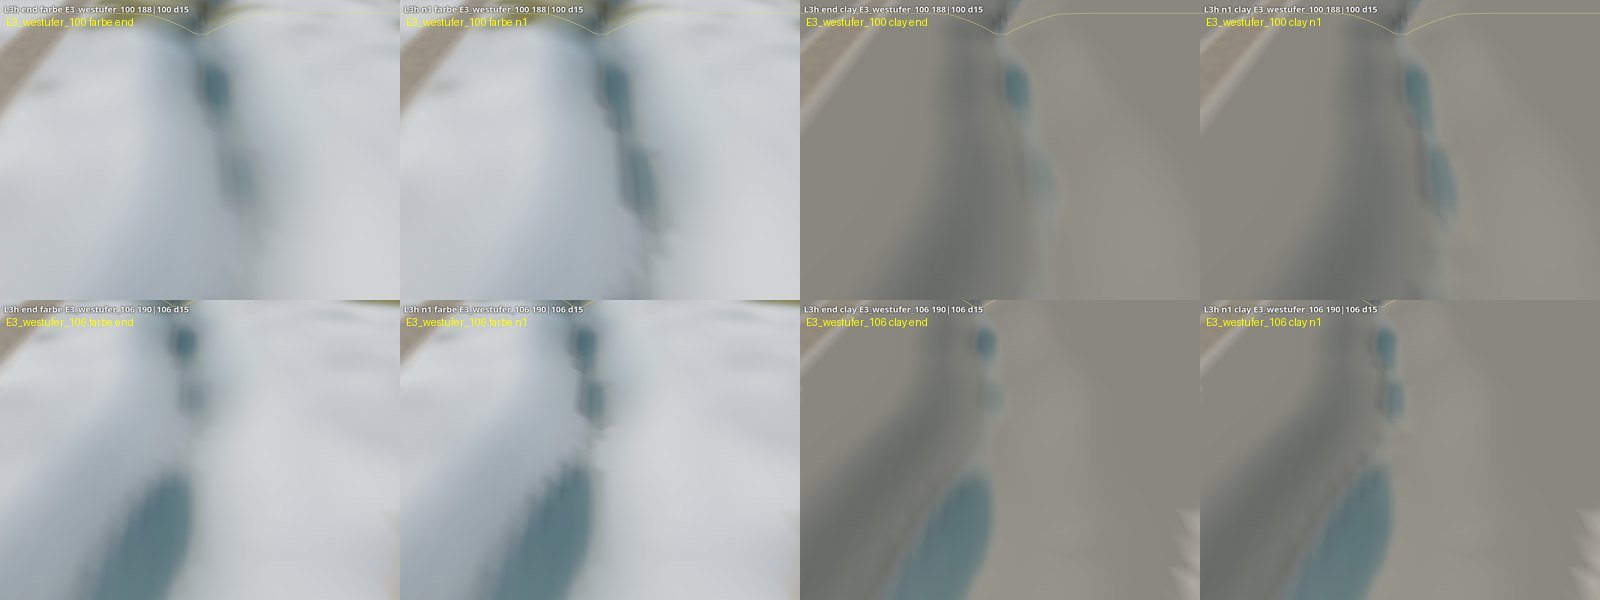 L3h end farbe E3_westufer_100 188|100 d15
E3_westufer_100 farbe end
L3h n1 farbe E3_westufer_100 188|100 d15
E3_westufer_100 farbe n1
L3h end clay E3_westufer_100 188|100 d15
E3_westufer_100 clay end
L3h n1 clay E3_westufer_100 188|100 d15
E3_westufer_100 clay n1
L3h end farbe E3_westufer_106 190|106 d15
E3_westufer_106 farbe end
L3h n1 farbe E3_westufer_106 190|106 d15
E3_westufer_106 farbe n1
L3h end clay E3_westufer_106 190|106 d15
E3_westufer_106 clay end
L3h n1 clay E3_westufer_106 190|106 d15
E3_westufer_106 clay n1